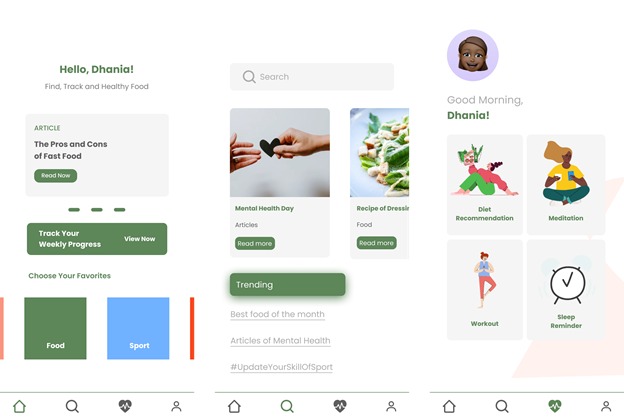 Hello, Dhania!
Find, Track and Healthy Food
ARTICLE
The Pros and Cons
of Fast Food
Read Now
Track Your
Weekly Progress
View Now
Choose Your Favorites
Food
Sport
Search
Mental Health Day
Articles
Read more
Recipe of Dressin
Food
Read more
Trending
Best food of the month
Articles of Mental Health
#UpdateYourSkillOfSport
Good Morning,
Dhania!
Diet
Recommendation
Meditation
Workout
Sleep
Reminder